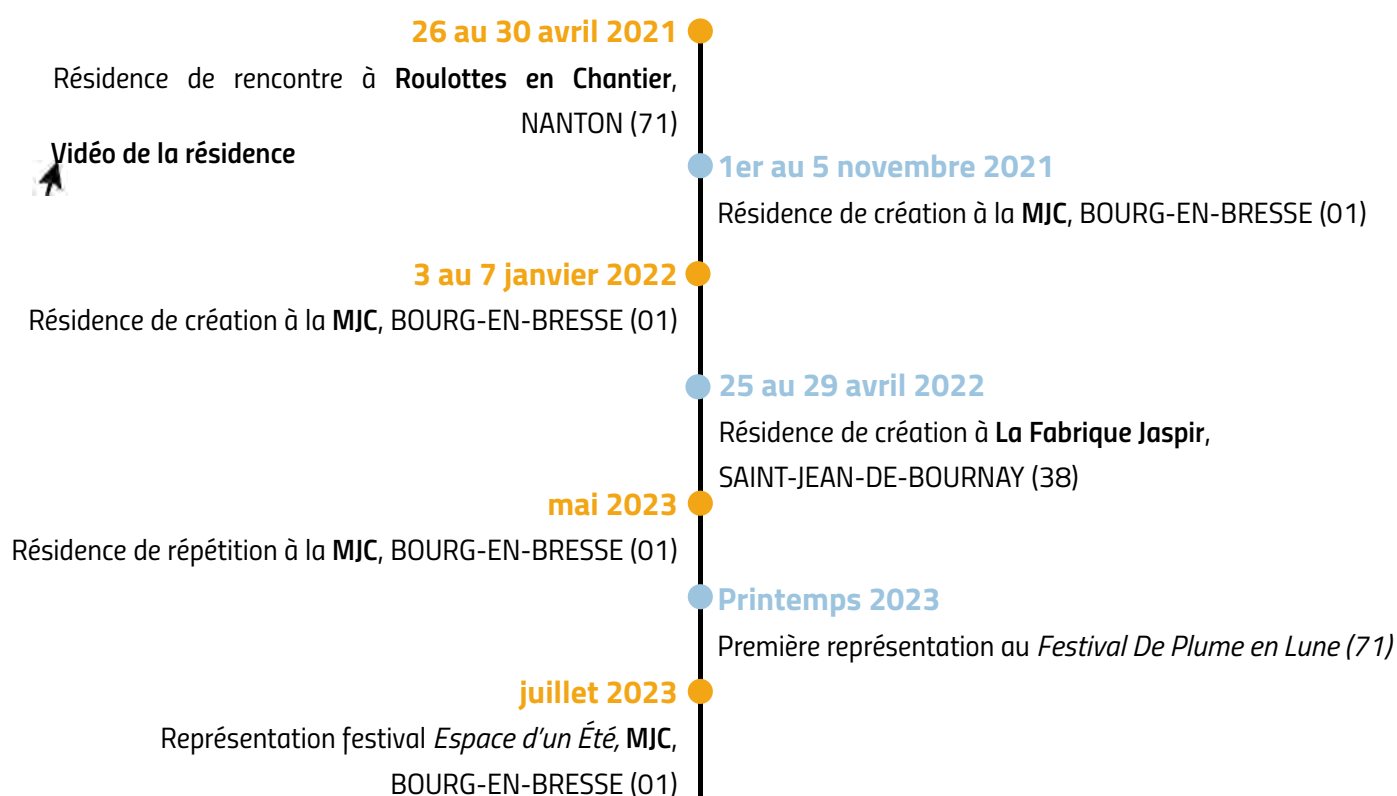 26 au 30 avril 2021
Résidence de rencontre à Roulottes en Chantier,
NANTON (71)
Vidéo de la résidence
1er au 5 novembre 2021
Résidence de création à la MJC, BOURG-EN-BRESSE (01)
3 au 7 janvier 2022
Résidence de création à la MJC, BOURG-EN-BRESSE (01)
25 au 29 avril 2022
Résidence de création à La Fabrique Jaspir,
SAINT-JEAN-DE-BOURNAY (38)
mai 2023
Résidence de répétition à la MJC, BOURG-EN-BRESSE (01)
Printemps 2023
Première représentation au Festival De Plume en Lune (71)
juillet 2023
Représentation festival Espace d'un Été, MJC,
BOURG-EN-BRESSE (01)